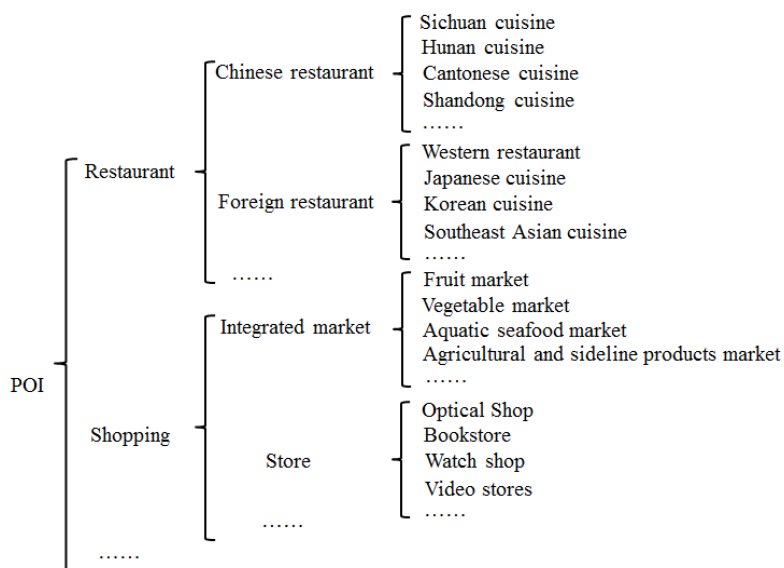 Sichuan cuisine
Hunan cuisine
Chinese restaurant
Cantonese cuisine
Shandong cuisine
……
Western restaurant
Restaurant
Japanese cuisine
Foreign restaurant
Korean cuisine
Southeast Asian cuisine
……
……
Fruit market
Vegetable market
Integrated market
Aquatic seafood market
Agricultural and sideline products market
……
POI
Optical Shop
Shopping
Bookstore
Store
Watch shop
Video stores
……
……
……